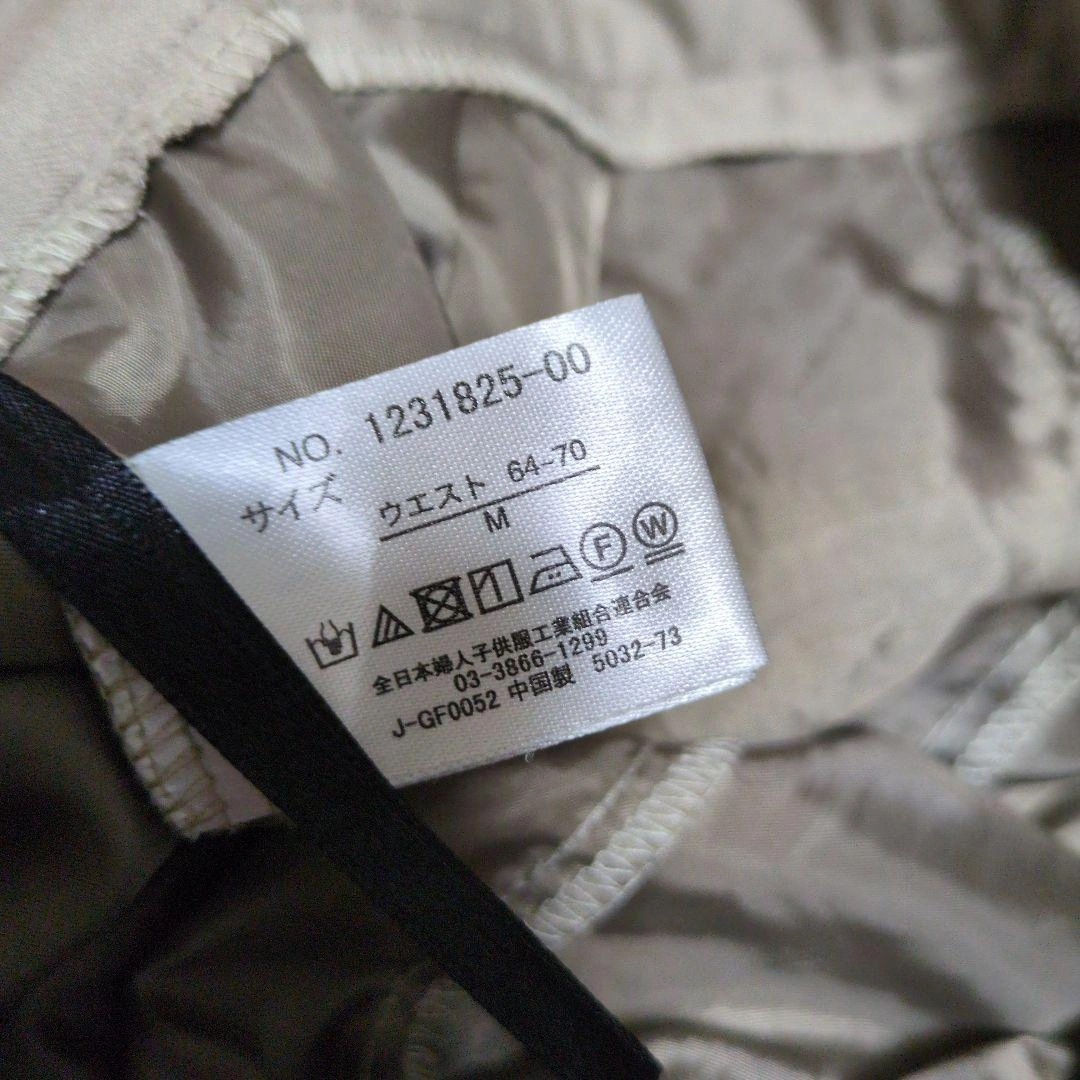 NO. 1231825-00
サイズ ウエスト 64-70
M
F W
全日本婦人子供服工業組合連合会
03-3866-1290
J-GF0052 中国製 5032-73